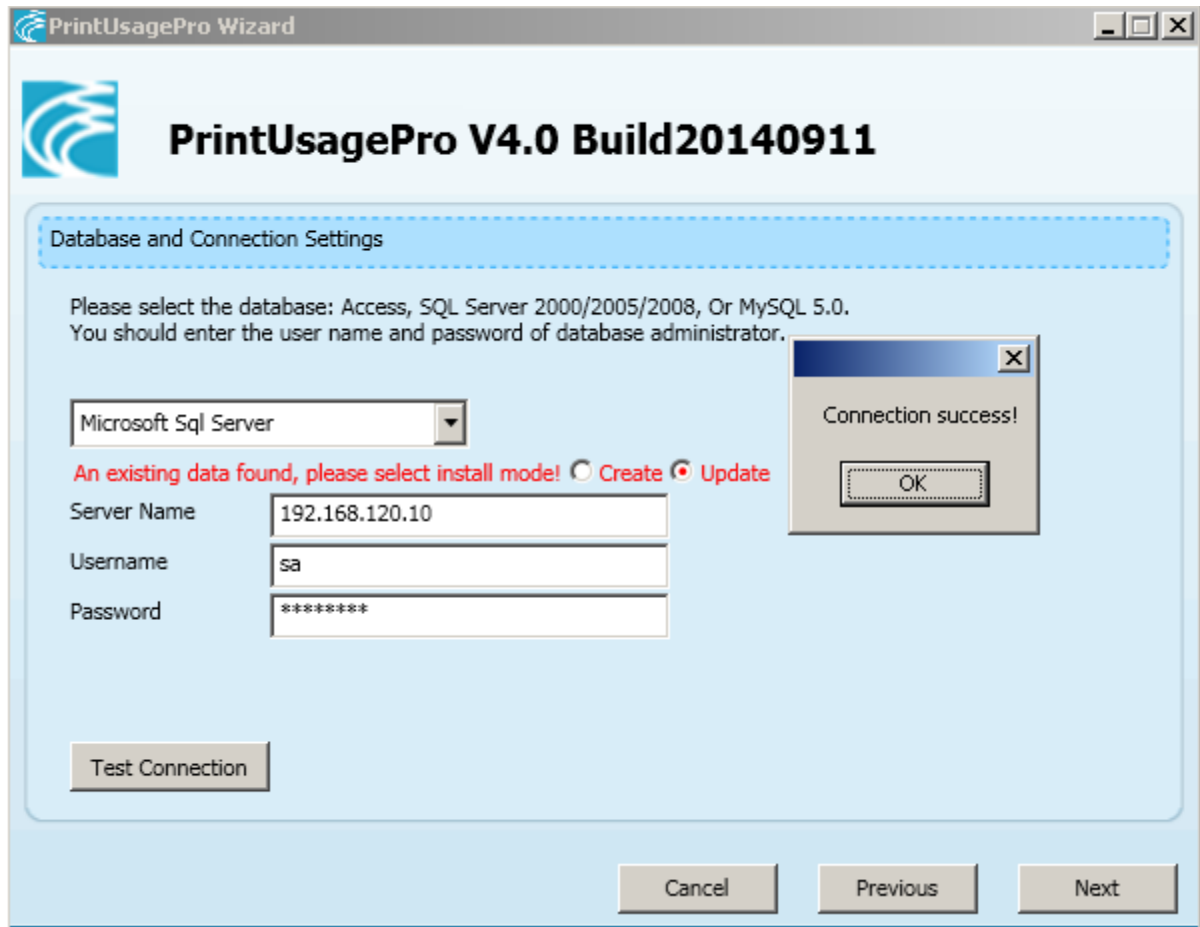 PrintUsagePro Wizard
PrintUsagePro V4.0 Build20140911
Database and Connection Settings
Please select the database: Access, SQL Server 2000/2005/2008, Or MySQL 5.0.
You should enter the user name and password of database administrator.
Connection success!
OK
Microsoft Sql Server
An existing data found, please select install mode! Create Update
Server Name 192.168.120.10
Username sa
Password ********
Test Connection
Cancel Previous Next